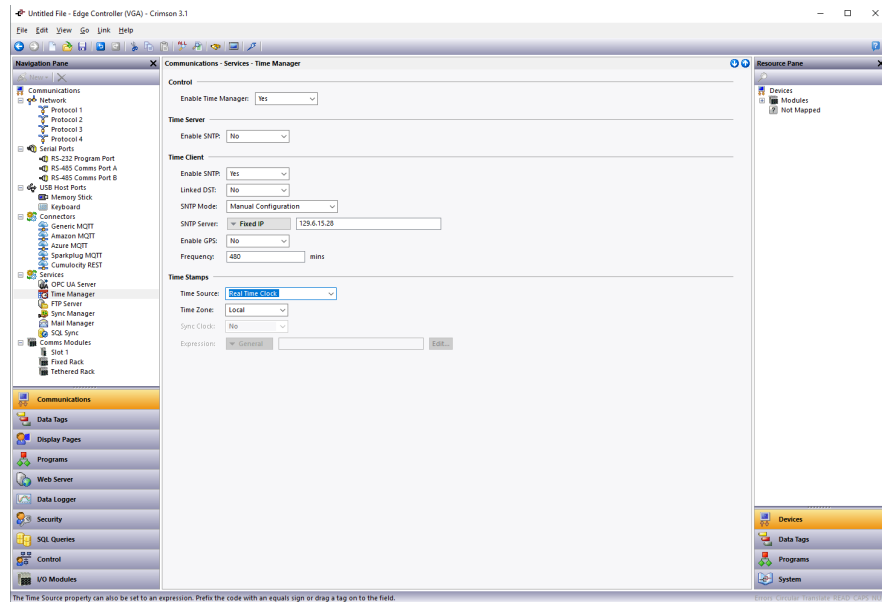 Untitled File - Edge Controller (VGA) - Crimson 3.1
File Edit View Go Link Help
Navigation Pane
New
Communications
Network
Protocol 1
Protocol 2
Protocol 3
Protocol 4
Serial Ports
RS-232 Program Port
RS-485 Comms Port A
RS-485 Comms Port B
USB Host Ports
Memory Stick
Keyboard
Connectors
Generic MQTT
Amazon MQTT
Azure MQTT
Sparkplug MQTT
Cumulocity REST
Services
OPC UA Server
Time Manager
FTP Server
Sync Manager
Mail Manager
SQL Sync
Comms Modules
Slot 1
Fixed Rack
Tethered Rack
Communications
Data Tags
Display Pages
Programs
Web Server
Data Logger
Security
SQL Queries
Control
I/O Modules
Communications - Services - Time Manager
Control
Enable Time Manager: Yes
Time Server
Enable SNTP: No
Time Client
Enable SNTP: Yes
Linked DST: No
SNTP Mode: Manual Configuration
SNTP Server: Fixed IP 129.6.15.28
Enable GPS: No
Frequency: 480 mins
Time Stamps
Time Source: Real Time Clock
Time Zone: Local
Sync Clock: No
Expression: General Edit...
Resource Pane
Devices
Modules
Not Mapped
Devices
Data Tags
Programs
System
The Time Source property can also be set to an expression. Prefix the code with an equals sign or drag a tag on to the field.
Errors Circular Translate READ CAPS NU